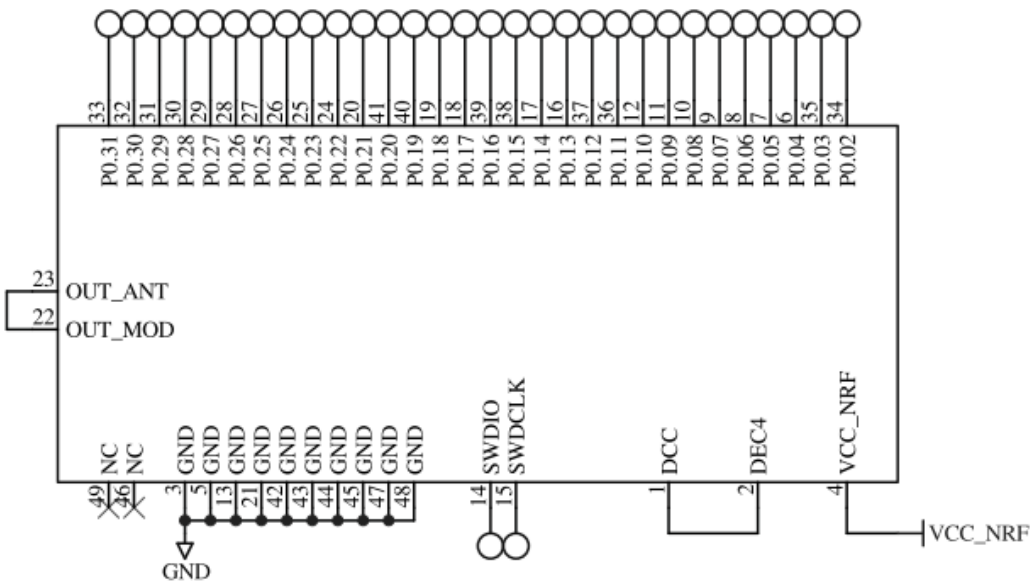 33 32 31 30 29 28 27 26 25 24 20 41 40 19 18 39 38 17 16 37 36 12 11 10 9 8 7 6 35 34
P0.31 P0.30 P0.29 P0.28 P0.27 P0.26 P0.25 P0.24 P0.23 P0.22 P0.21 P0.20 P0.19 P0.18 P0.17 P0.16 P0.15 P0.14 P0.13 P0.12 P0.11 P0.10 P0.09 P0.08 P0.07 P0.06 P0.05 P0.04 P0.03 P0.02
23 OUT_ANT
22 OUT_MOD
NC NC GND GND GND GND GND GND GND GND GND GND SWDIO SWDCLK DCC DEC4 VCC_NRF
49 46 3 5 13 21 42 43 44 45 47 48 14 15 1 2 4
VCC_NRF
GND